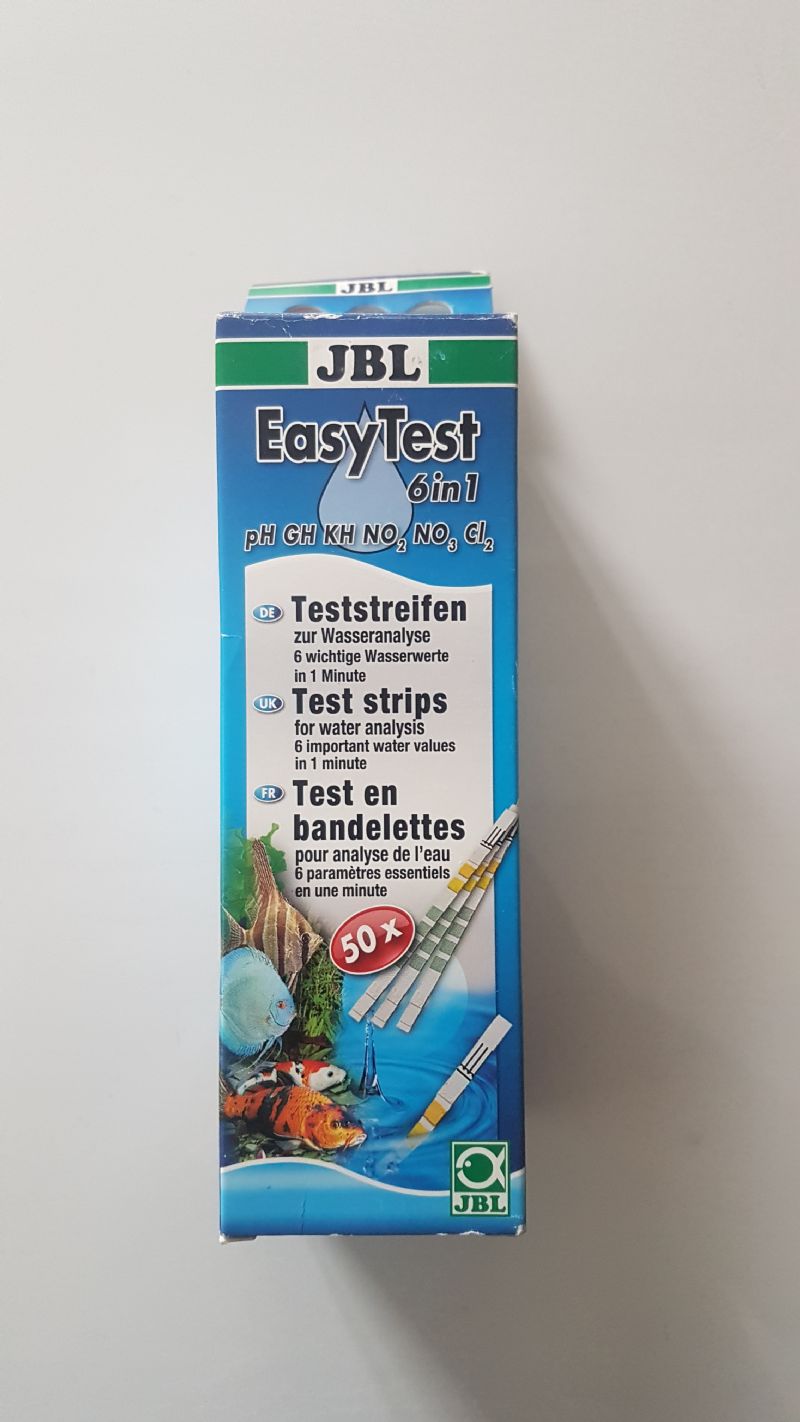 JBL
JBL
EasyTest
6in1
pH GH KH NO₂ NO₃ Cl₂
DE Teststreifen
zur Wasseranalyse
6 wichtige Wasserwerte
in 1 Minute
UK Test strips
for water analysis
6 important water values
in 1 minute
FR Test en
bandelettes
pour analyse de l'eau
6 paramètres essentiels
en une minute
50 x
JBL